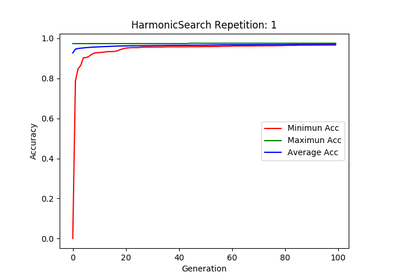 HarmonicSearch Repetition: 1
1.0
0.8
0.6
0.4
0.2
0.0
Accuracy
Minimun Acc
Maximun Acc
Average Acc
0 20 40 60 80 100
Generation